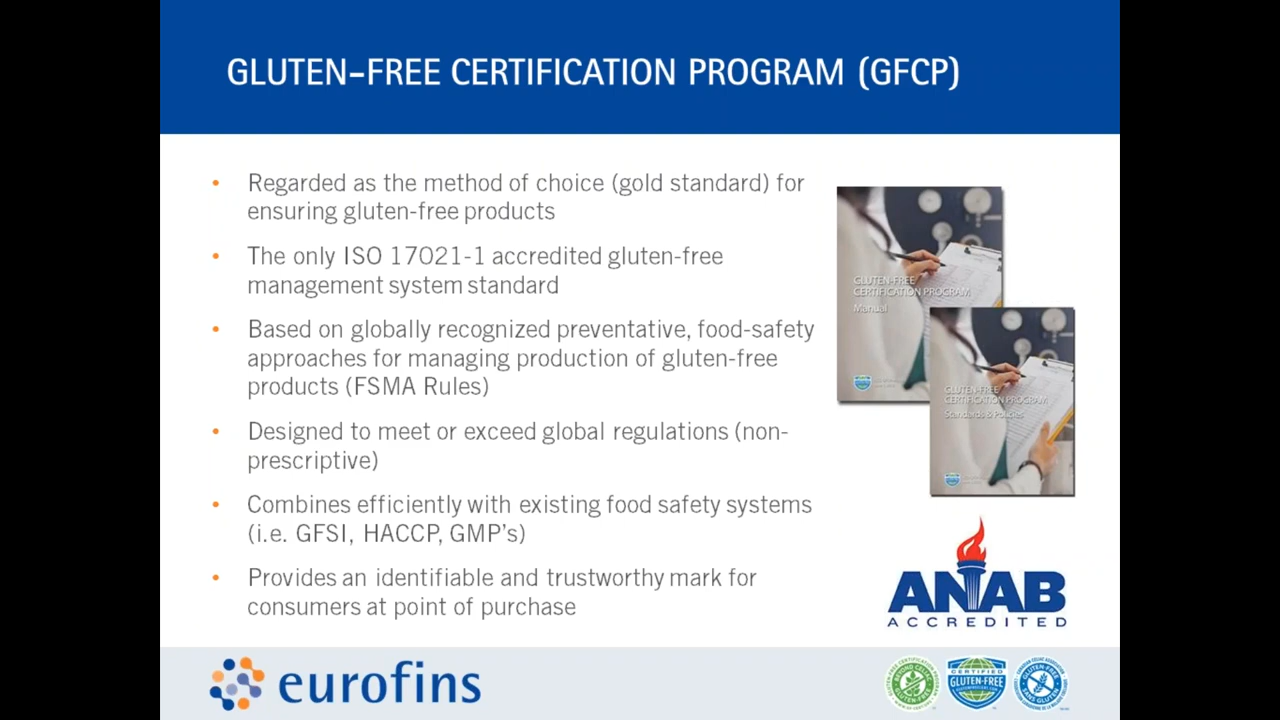 GLUTEN-FREE CERTIFICATION PROGRAM (GFCP)
• Regarded as the method of choice (gold standard) for
ensuring gluten-free products
• The only ISO 17021-1 accredited gluten-free
management system standard
• Based on globally recognized preventative, food-safety
approaches for managing production of gluten-free
products (FSMA Rules)
• Designed to meet or exceed global regulations (non-
prescriptive)
• Combines efficiently with existing food safety systems
(i.e. GFSI, HACCP, GMP's)
• Provides an identifiable and trustworthy mark for
consumers at point of purchase
GLUTEN-FREE
CERTIFICATION PROGRAM
Manual
GLUTEN-FREE
CERTIFICATION PROGRAM
Standards & Policies
ANAB
ACCREDITED
eurofins
CERTIFIED
GLUTEN-FREE
GLUTEN-FREE
SANS GLUTEN